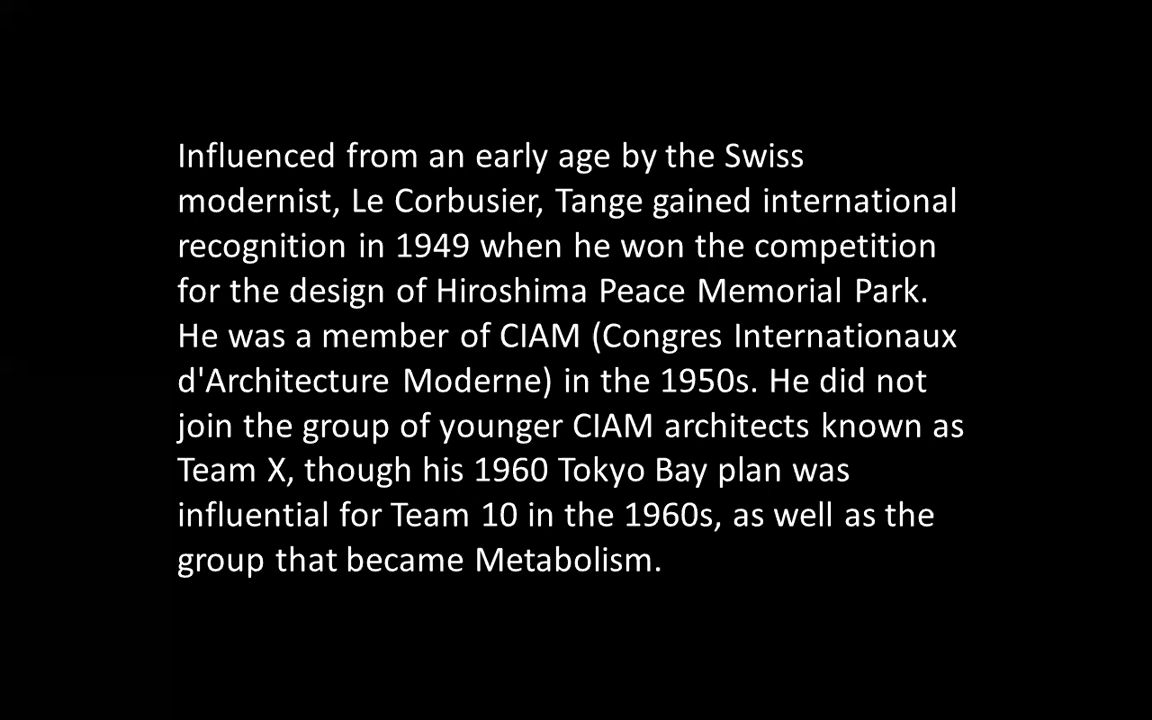 Influenced from an early age by the Swiss
modernist, Le Corbusier, Tange gained international
recognition in 1949 when he won the competition
for the design of Hiroshima Peace Memorial Park.
He was a member of CIAM (Congres Internationaux
d'Architecture Moderne) in the 1950s. He did not
join the group of younger CIAM architects known as
Team X, though his 1960 Tokyo Bay plan was
influential for Team 10 in the 1960s, as well as the
group that became Metabolism.